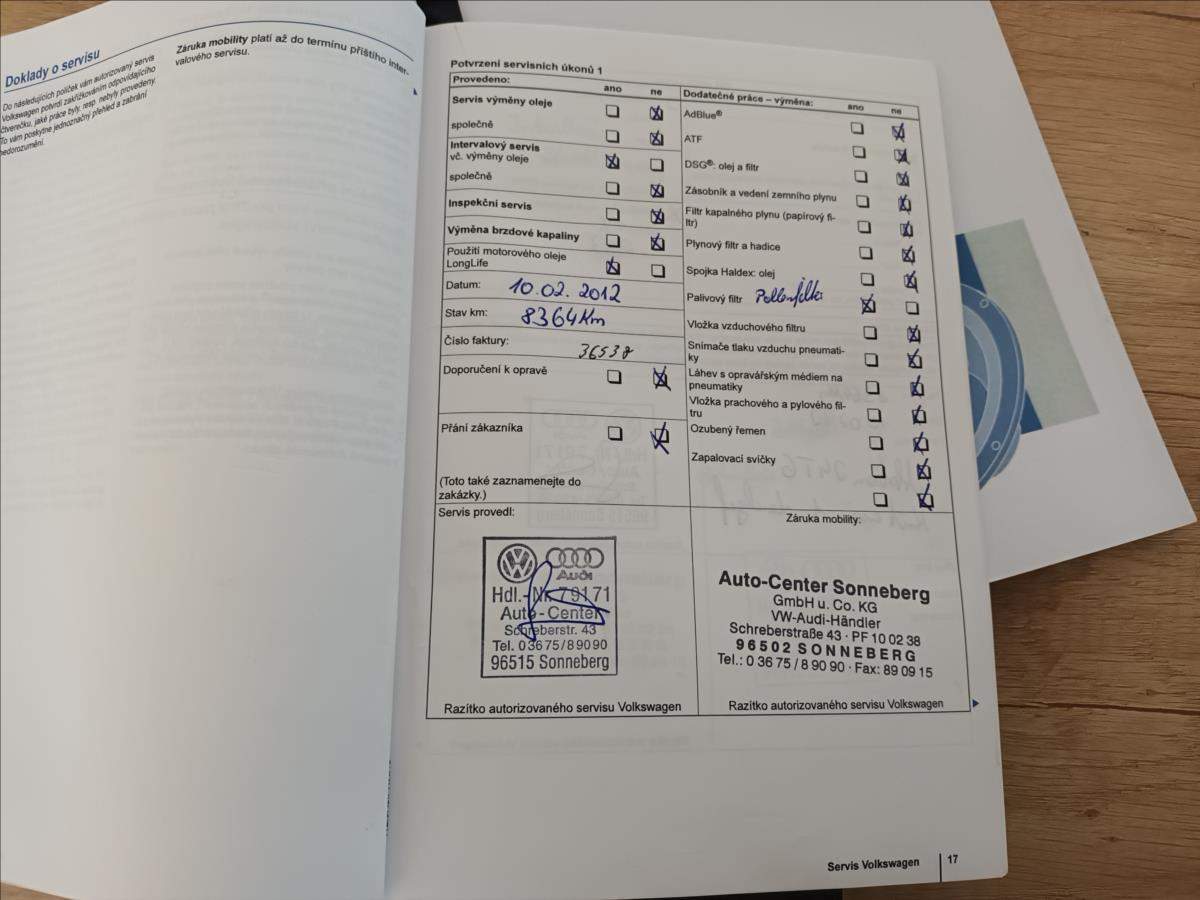 Doklady o servisu
Do následujících políček vám autorizovaný servis
Volkswagen potvrdí zakřížkováním odpovídajícího
čtverečku, jaké práce byly, resp. nebyly provedeny.
To vám poskytne jednoznačný přehled a zabrání
nedorozumění.
Záruka mobility platí až do termínu příštího inter-
valového servisu.
Potvrzení servisních úkonů 1
Provedeno:
ano
ne
Servis výměny oleje
společně
Intervalový servis
vč. výměny oleje
společně
Inspekční servis
Výměna brzdové kapaliny
Použití motorového oleje
LongLife
Datum: 10.02.2012
Stav km: 8364Km
Číslo faktury:
Doporučení k opravě
Přání zákazníka
(Toto také zaznamenejte do
zakázky.)
Dodatečné práce – výměna:
ano
ne
AdBlue®
ATF
DSG®: olej a filtr
Zásobník a vedení zemního plynu
Filtr kapalného plynu (papírový fil-
tr)
Plynový filtr a hadice
Spojka Haldex: olej
Palivový filtr Pollenfilter
Vložka vzduchového filtru
Snímače tlaku vzduchu pneumati-
ky
Láhev s opravářským médiem na
pneumatiky
Vložka prachového a pylového fil-
tru
Ozubený řemen
Zapalovací svíčky
Servis provedl:
Audi
Hdl.-Nr. 79171
Auto-Center
Schreberstr. 43
Tel. 03675/89090
96515 Sonneberg
Razítko autorizovaného servisu Volkswagen
Záruka mobility:
Auto-Center Sonneberg
GmbH u. Co. KG
VW-Audi-Händler
Schreberstraße 43 · PF 10 02 38
96502 SONNEBERG
Tel.: 0 36 75 / 8 90 90 · Fax: 89 09 15
Razítko autorizovaného servisu Volkswagen
Servis Volkswagen
17